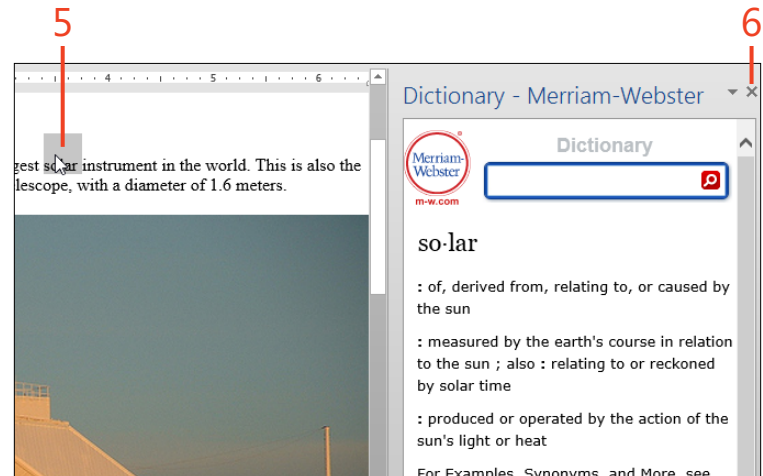 5
6
4 5 6
Dictionary - Merriam-Webster
gest solar instrument in the world. This is also the
lescope, with a diameter of 1.6 meters.
Merriam-
Webster
®
m-w.com
Dictionary
so·lar
: of, derived from, relating to, or caused by
the sun
: measured by the earth's course in relation
to the sun ; also : relating to or reckoned
by solar time
: produced or operated by the action of the
sun's light or heat
For Examples, Synonyms, and More, see